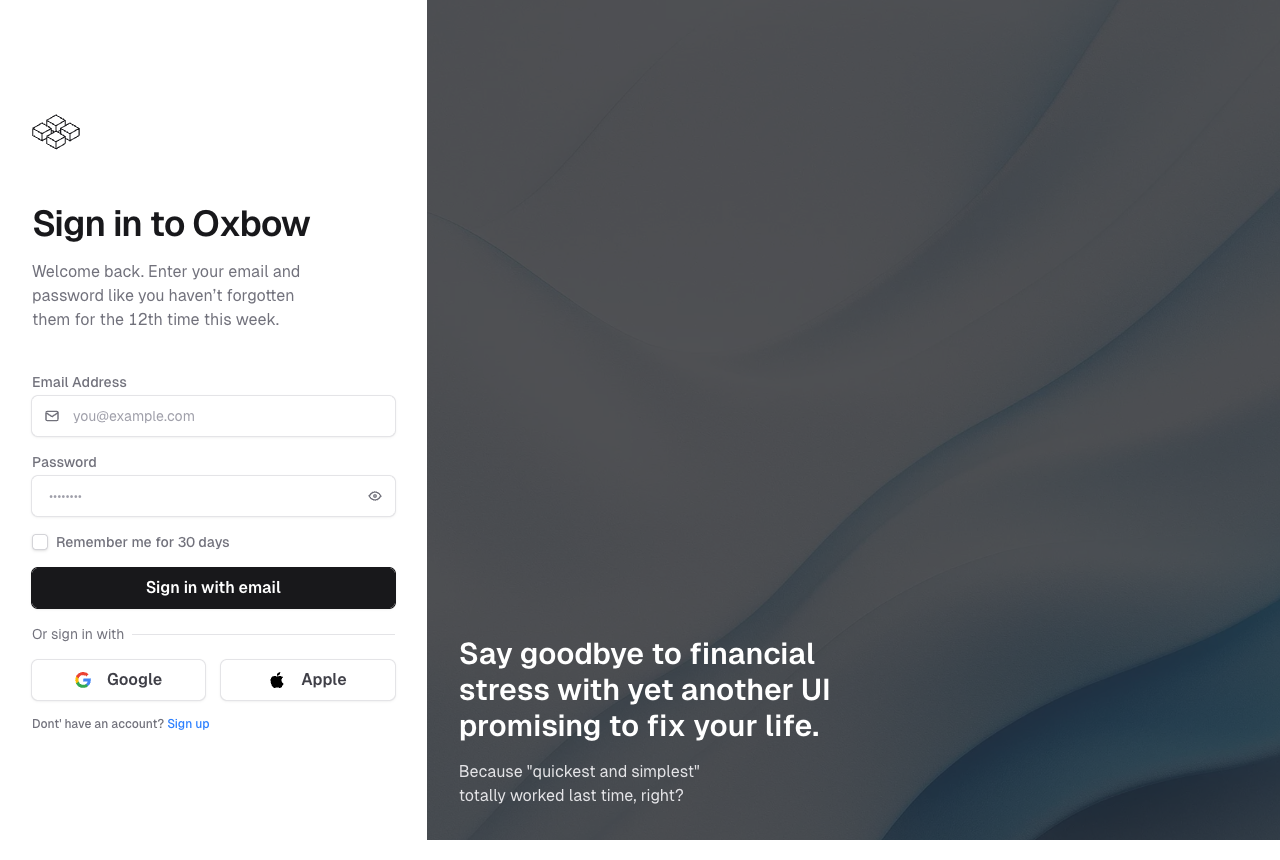 Sign in to Oxbow
Welcome back. Enter your email and
password like you haven't forgotten
them for the 12th time this week.
Email Address
you@example.com
Password
••••••••
Remember me for 30 days
Sign in with email
Or sign in with
Google
Apple
Dont' have an account? Sign up
Say goodbye to financial
stress with yet another UI
promising to fix your life.
Because "quickest and simplest"
totally worked last time, right?